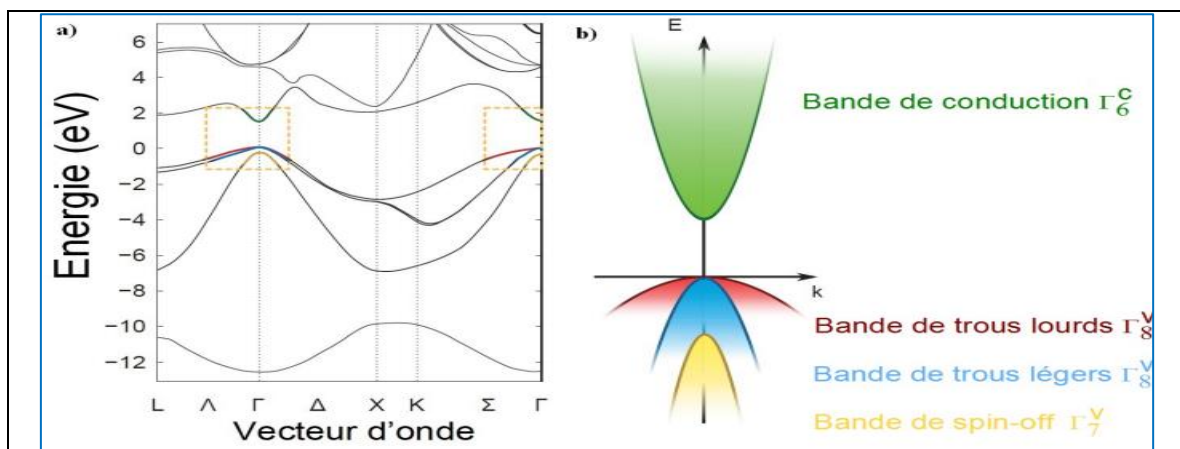 a)
6
4
2
0
−2
−4
−6
−8
−10
−12
Energie (eV)
L Λ Γ Δ X K Σ Γ
Vecteur d'onde
b)
E
k
Bande de conduction Γ₆ᶜ
Bande de trous lourds Γ₈ⱽ
Bande de trous légers Γ₈ⱽ
Bande de spin-off Γ₇ⱽ